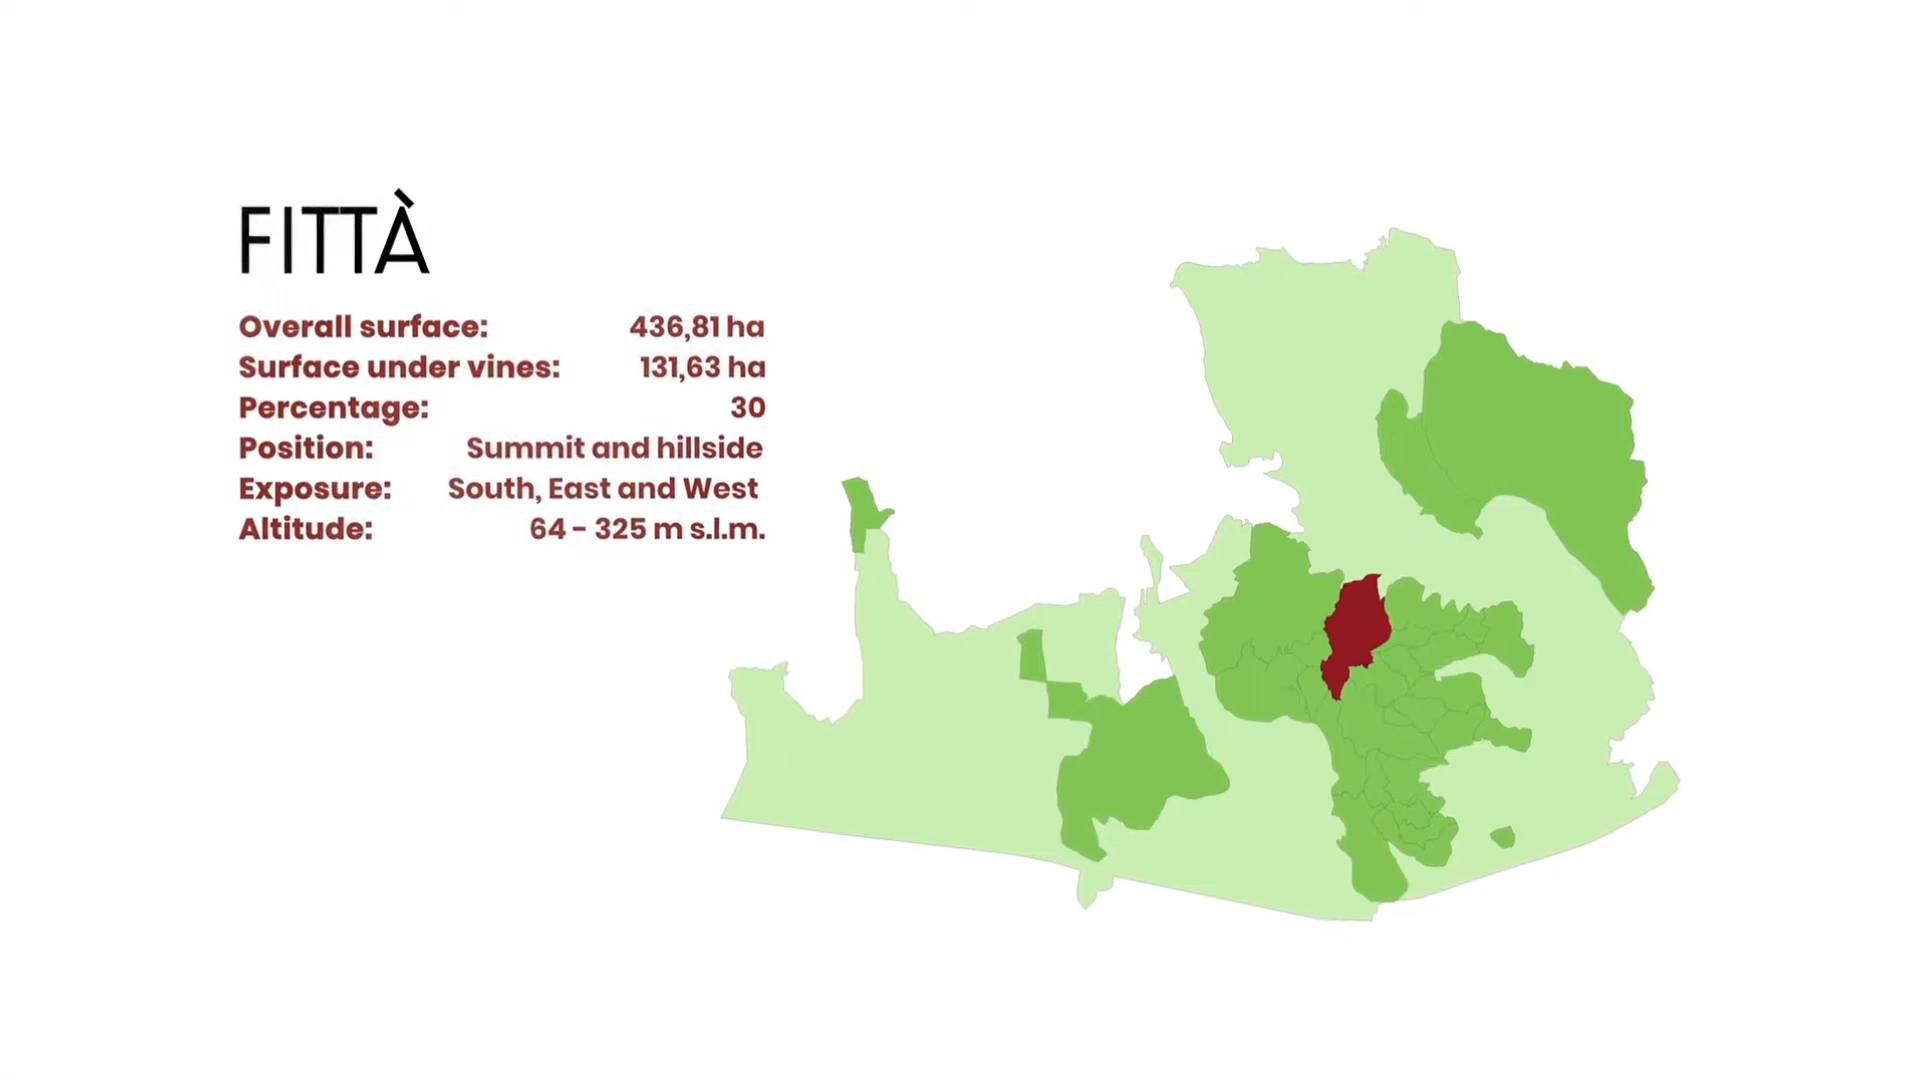 FITTÀ
Overall surface: 436,81 ha
Surface under vines: 131,63 ha
Percentage: 30
Position: Summit and hillside
Exposure: South, East and West
Altitude: 64 - 325 m s.l.m.